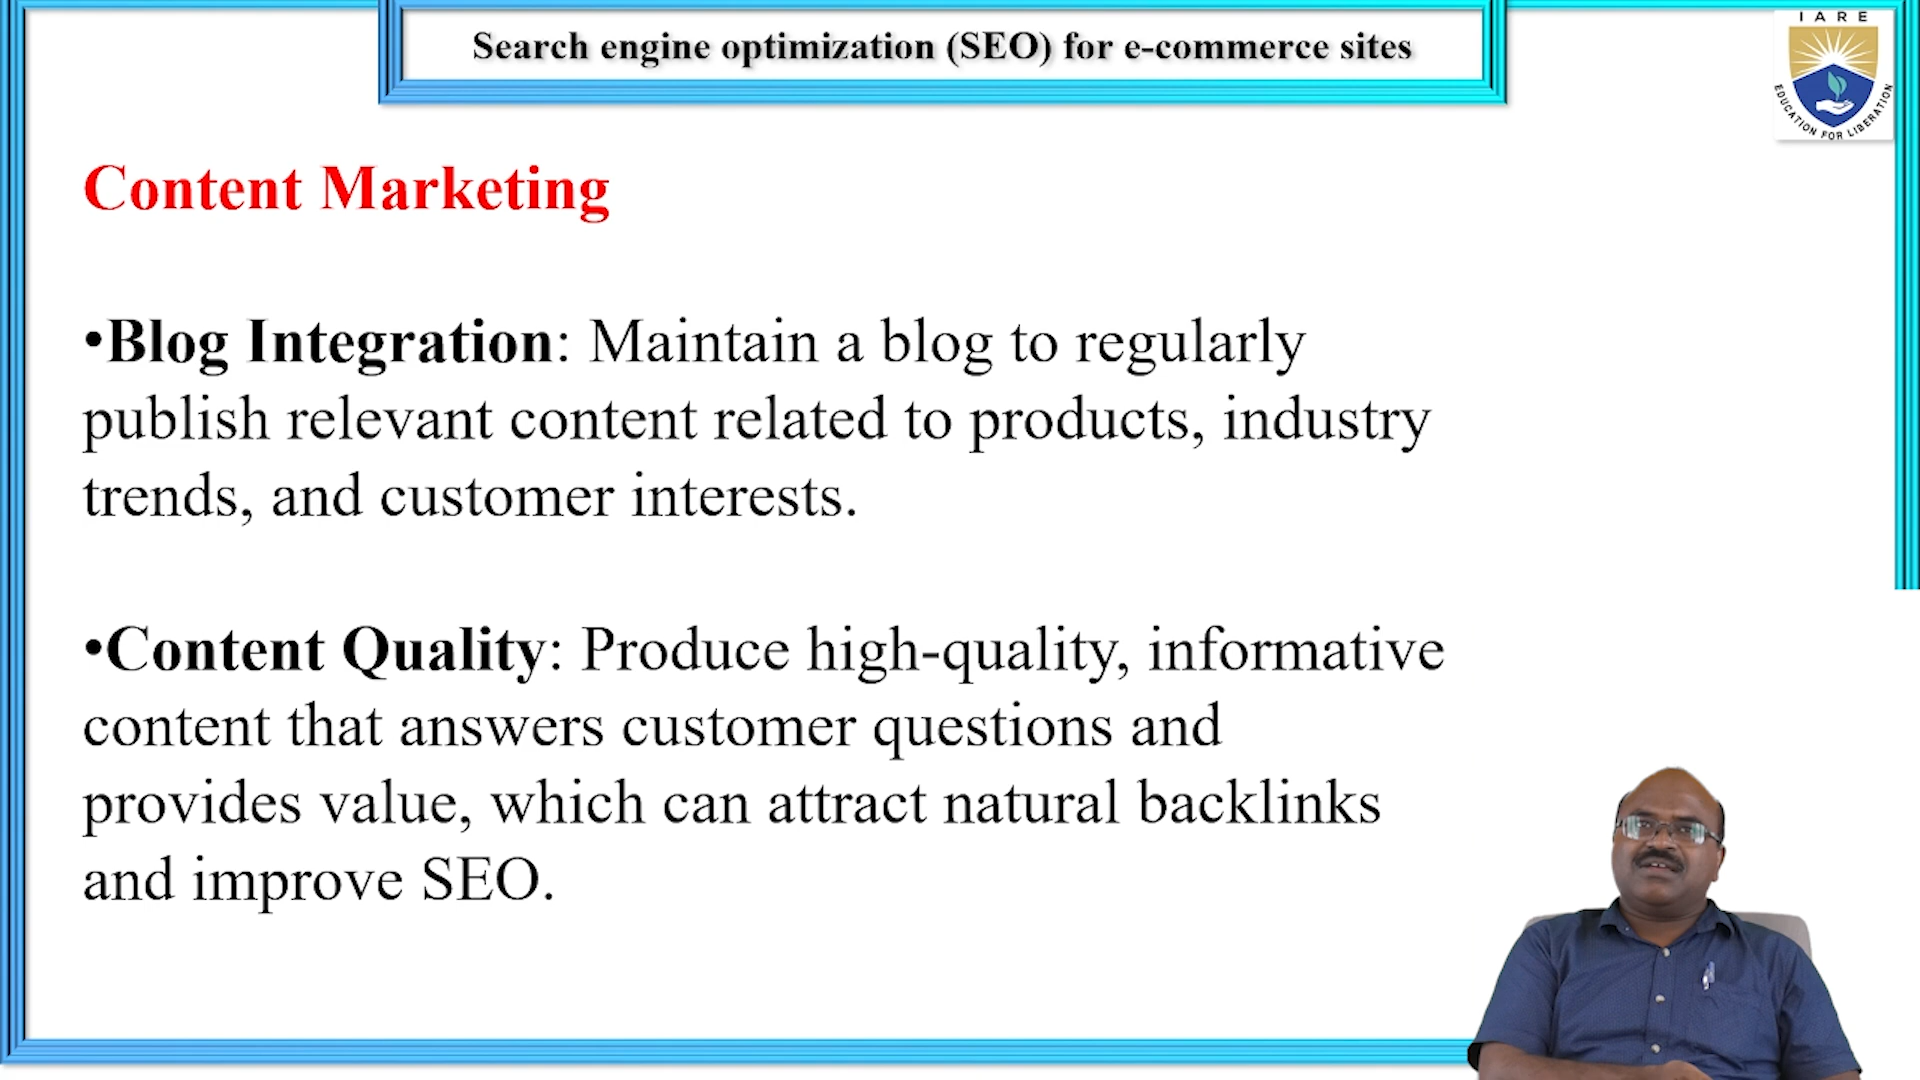 Search engine optimization (SEO) for e-commerce sites
IARE
EDUCATION FOR LIBERATION
Content Marketing
•Blog Integration: Maintain a blog to regularly
publish relevant content related to products, industry
trends, and customer interests.
•Content Quality: Produce high-quality, informative
content that answers customer questions and
provides value, which can attract natural backlinks
and improve SEO.